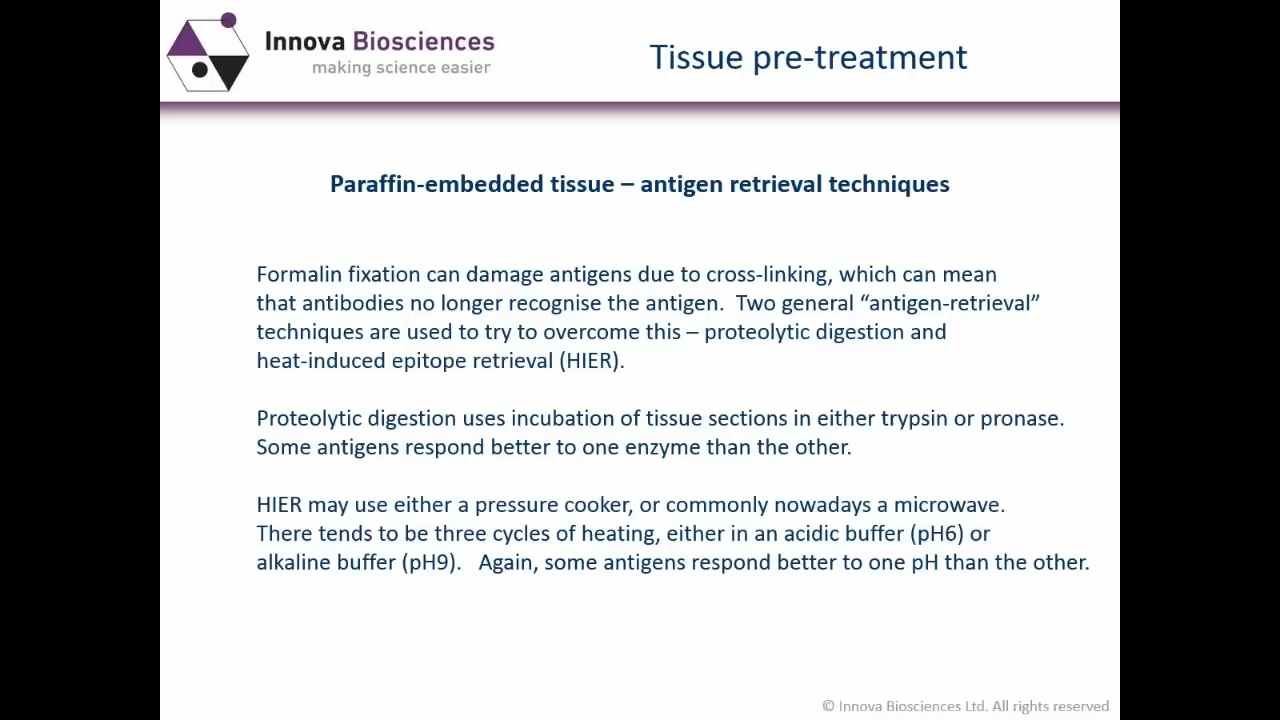 Innova Biosciences
making science easier
Tissue pre-treatment
Paraffin-embedded tissue – antigen retrieval techniques
Formalin fixation can damage antigens due to cross-linking, which can mean
that antibodies no longer recognise the antigen.  Two general “antigen-retrieval”
techniques are used to try to overcome this – proteolytic digestion and
heat-induced epitope retrieval (HIER).
Proteolytic digestion uses incubation of tissue sections in either trypsin or pronase.
Some antigens respond better to one enzyme than the other.
HIER may use either a pressure cooker, or commonly nowadays a microwave.
There tends to be three cycles of heating, either in an acidic buffer (pH6) or
alkaline buffer (pH9).   Again, some antigens respond better to one pH than the other.
© Innova Biosciences Ltd. All rights reserved